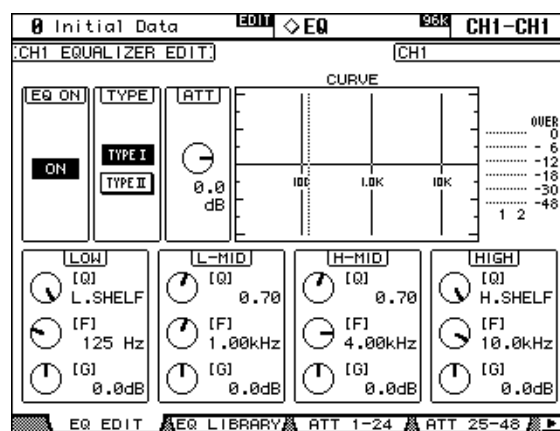 0 Initial Data EDIT ◇EQ 96K CH1-CH1
CH1 EQUALIZER EDIT CH1
CURVE
EQ ON TYPE ATT
ON
TYPE I
TYPE II
0.0
dB
100 1.0K 10K
OVER
0
- 6
-12
-18
-30
-48
1 2
LOW L-MID H-MID HIGH
[Q] [Q] [Q] [Q]
L.SHELF 0.70 0.70 H.SHELF
[F] [F] [F] [F]
125 Hz 1.00kHz 4.00kHz 10.0kHz
[G] [G] [G] [G]
0.0dB 0.0dB 0.0dB 0.0dB
EQ EDIT EQ LIBRARY ATT 1-24 ATT 25-48